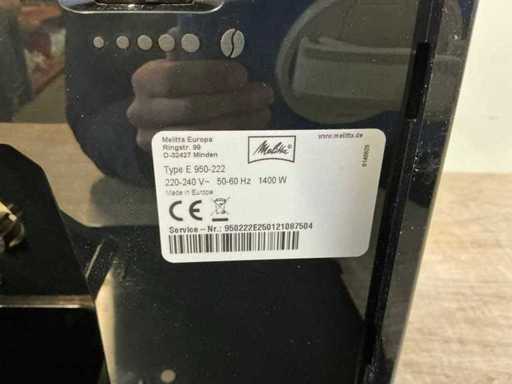 Melitta Europa
Ringstr. 99
D-32427 Minden
Melitta
www.melitta.de
Type E 950-222
220-240 V~ 50-60 Hz 1400 W
Made in Europe
CE
Service-Nr.: 950222E250121087504